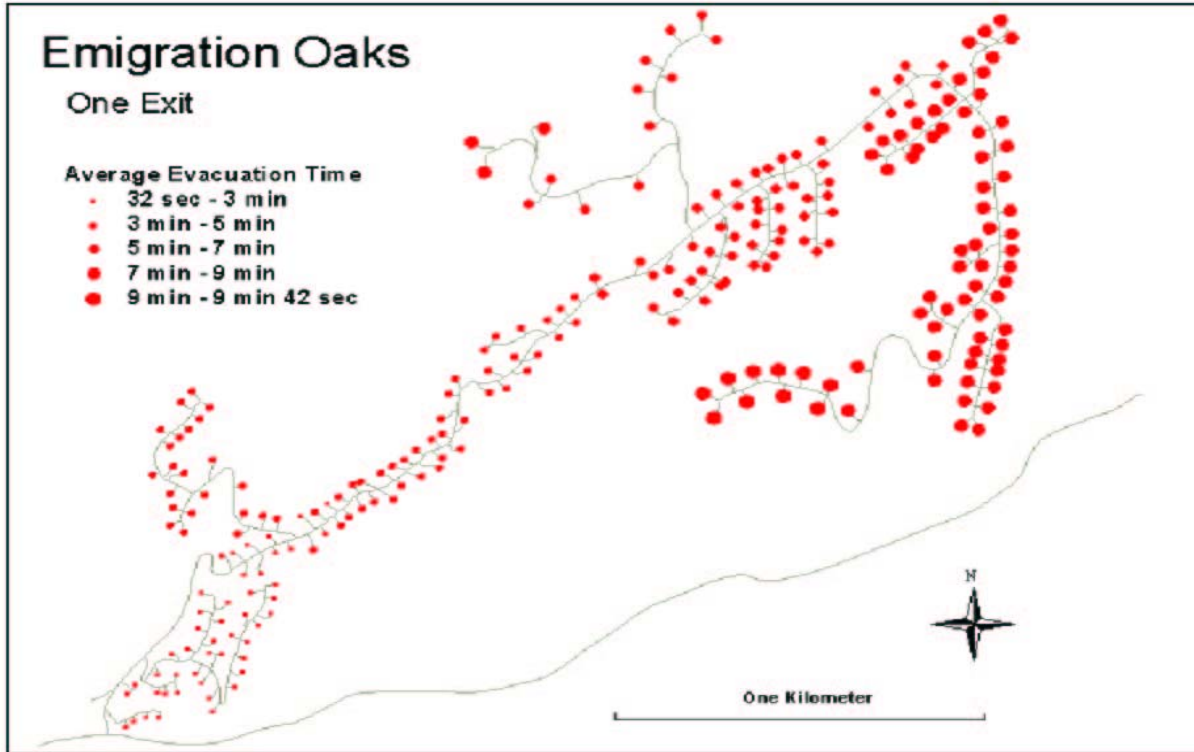 Emigration Oaks
One Exit
Average Evacuation Time
32 sec - 3 min
3 min - 5 min
5 min - 7 min
7 min - 9 min
9 min - 9 min 42 sec
N
One Kilometer